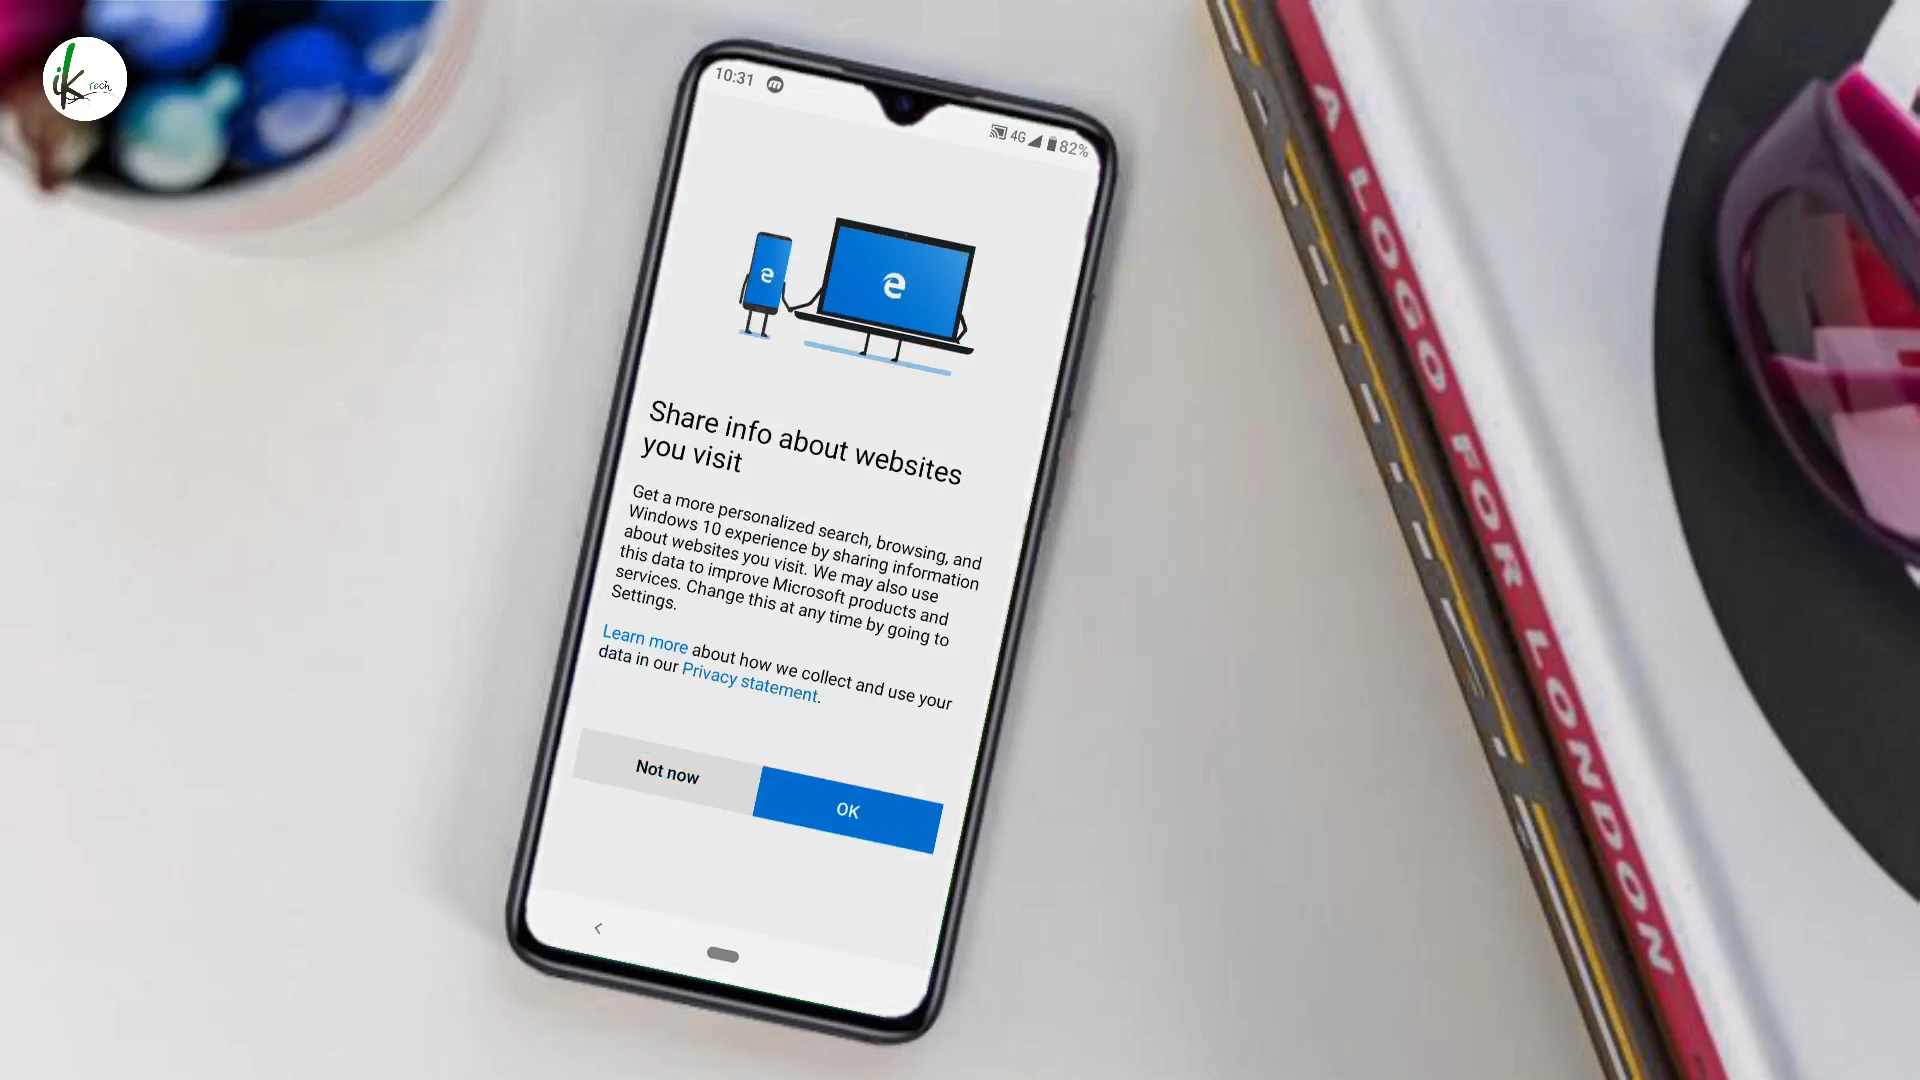 ik
Tech
10:31
4G 82%
e
e
Share info about websites
you visit
Get a more personalized search, browsing, and
Windows 10 experience by sharing information
about websites you visit. We may also use
this data to improve Microsoft products and
services. Change this at any time by going to
Settings.
Learn more about how we collect and use your
data in our Privacy statement.
Not now
OK
A LOGO FOR LONDON